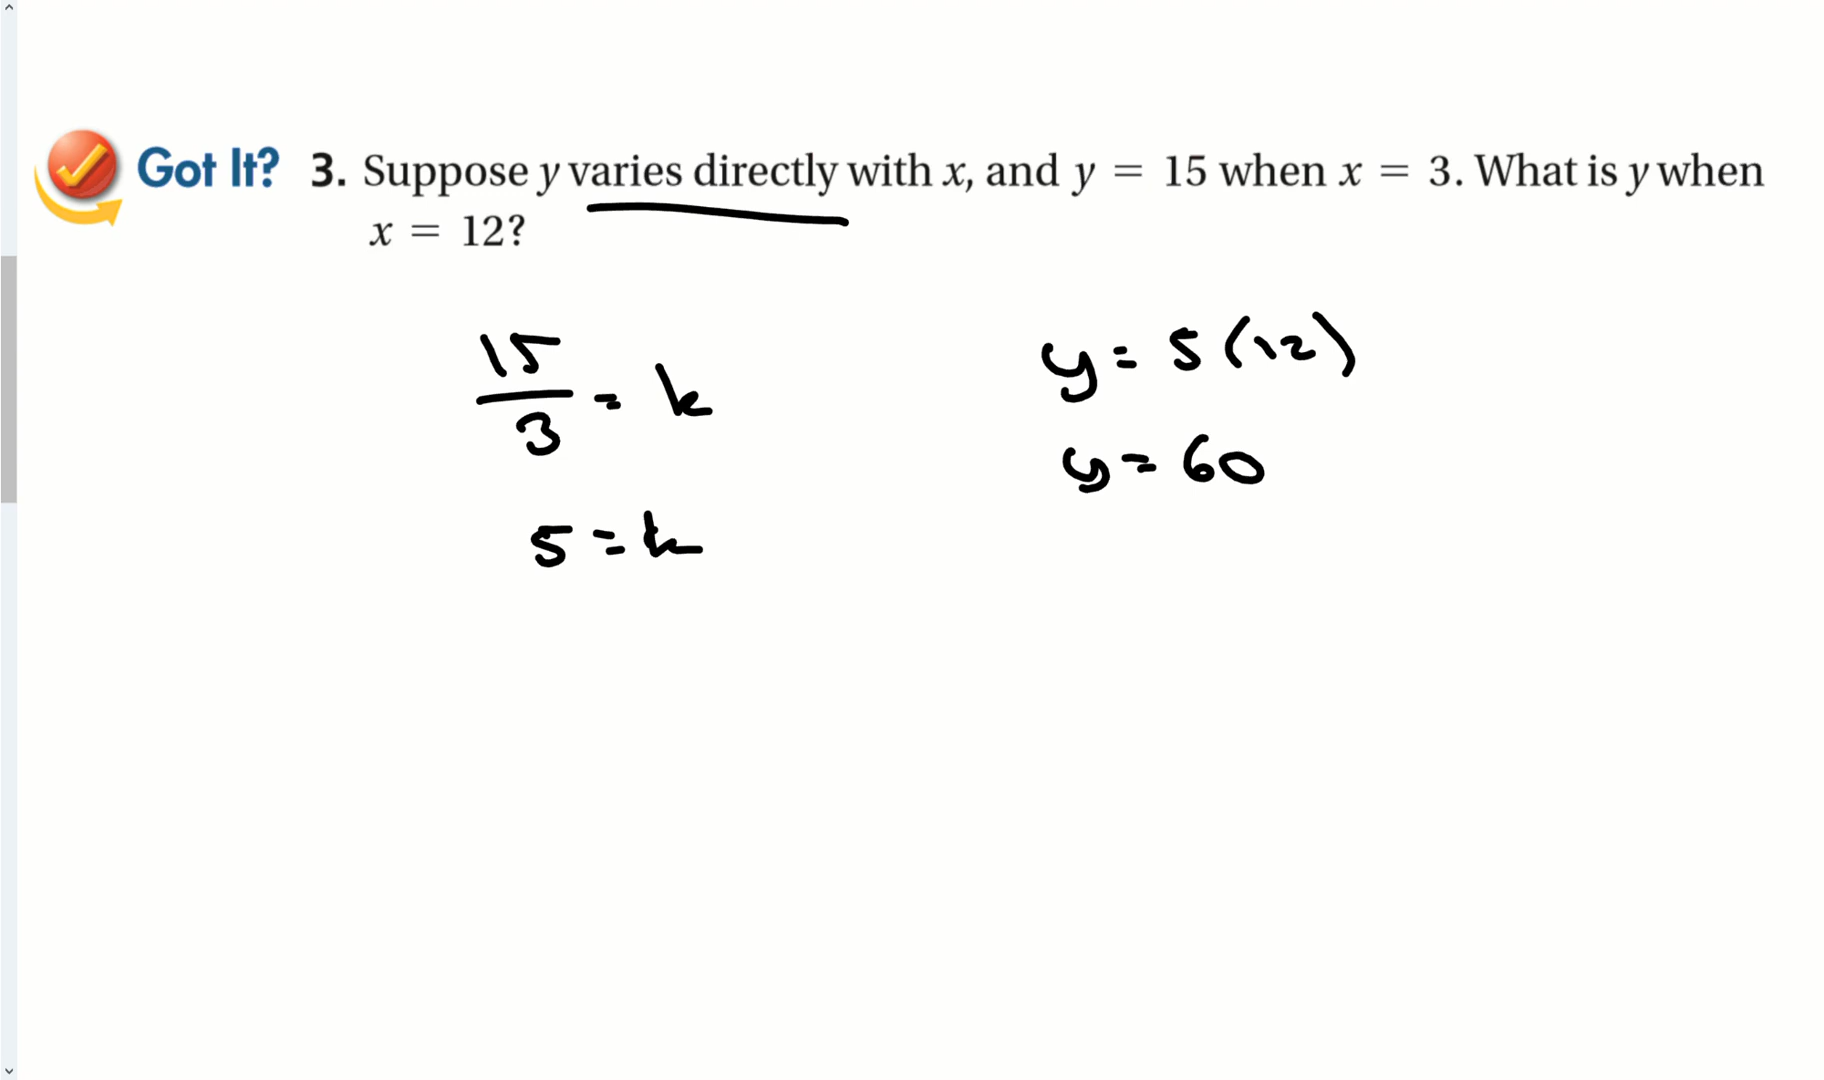 Got It? 3. Suppose y varies directly with x, and y = 15 when x = 3. What is y when
x = 12?
15/3 = k
5 = k
y = 5(12)
y = 60